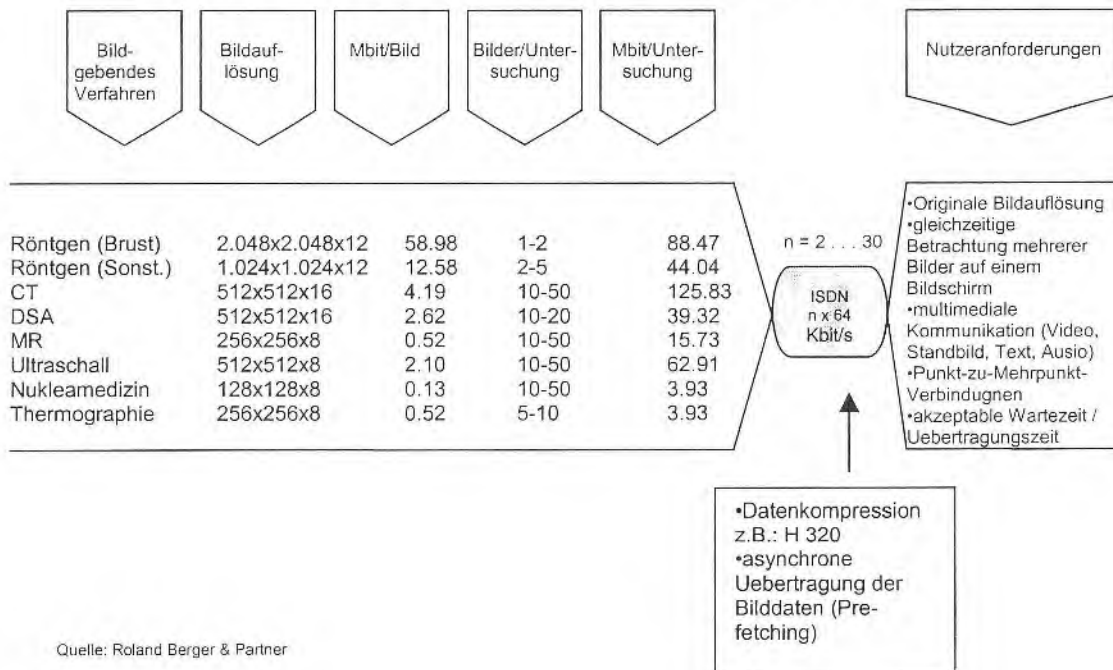 Bild-
gebendes
Verfahren
Bildauf-
lösung
Mbit/Bild
Bilder/Unter-
suchung
Mbit/Unter-
suchung
Nutzeranforderungen
Röntgen (Brust) 2.048x2.048x12 58.98 1-2 88.47
Röntgen (Sonst.) 1.024x1.024x12 12.58 2-5 44.04
CT 512x512x16 4.19 10-50 125.83
DSA 512x512x16 2.62 10-20 39.32
MR 256x256x8 0.52 10-50 15.73
Ultraschall 512x512x8 2.10 10-50 62.91
Nukleamedizin 128x128x8 0.13 10-50 3.93
Thermographie 256x256x8 0.52 5-10 3.93
n = 2 . . . 30
ISDN
n x 64
Kbit/s
•Originale Bildauflösung
•gleichzeitige
Betrachtung mehrerer
Bilder auf einem
Bildschirm
•multimediale
Kommunikation (Video,
Standbild, Text, Ausio)
•Punkt-zu-Mehrpunkt-
Verbindugnen
•akzeptable Wartezeit /
Uebertragungszeit
•Datenkompression
z.B.: H 320
•asynchrone
Uebertragung der
Bilddaten (Pre-
fetching)
Quelle: Roland Berger & Partner